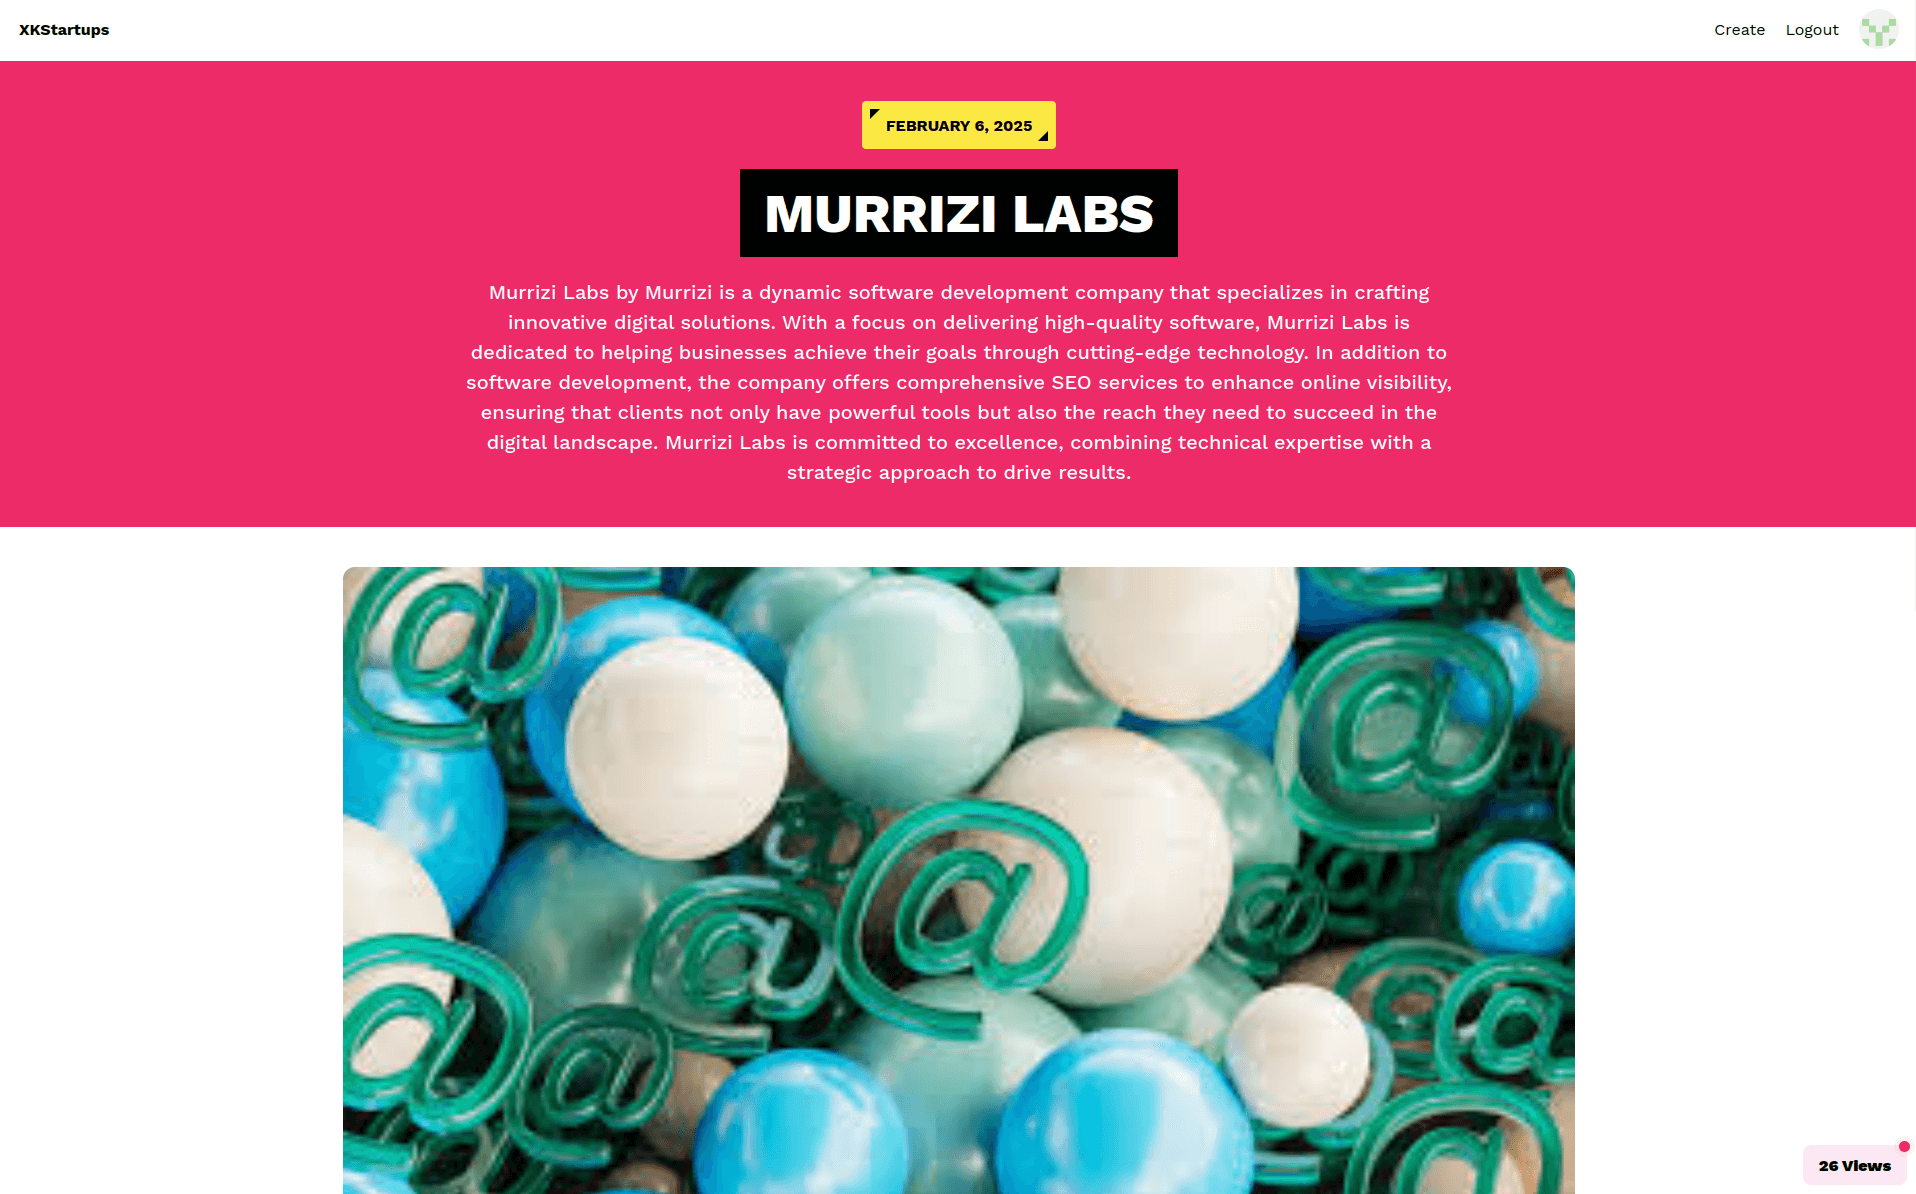 XKStartups
Create
Logout
FEBRUARY 6, 2025
MURRIZI LABS
Murrizi Labs by Murrizi is a dynamic software development company that specializes in crafting
innovative digital solutions. With a focus on delivering high-quality software, Murrizi Labs is
dedicated to helping businesses achieve their goals through cutting-edge technology. In addition to
software development, the company offers comprehensive SEO services to enhance online visibility,
ensuring that clients not only have powerful tools but also the reach they need to succeed in the
digital landscape. Murrizi Labs is committed to excellence, combining technical expertise with a
strategic approach to drive results.
26 Views